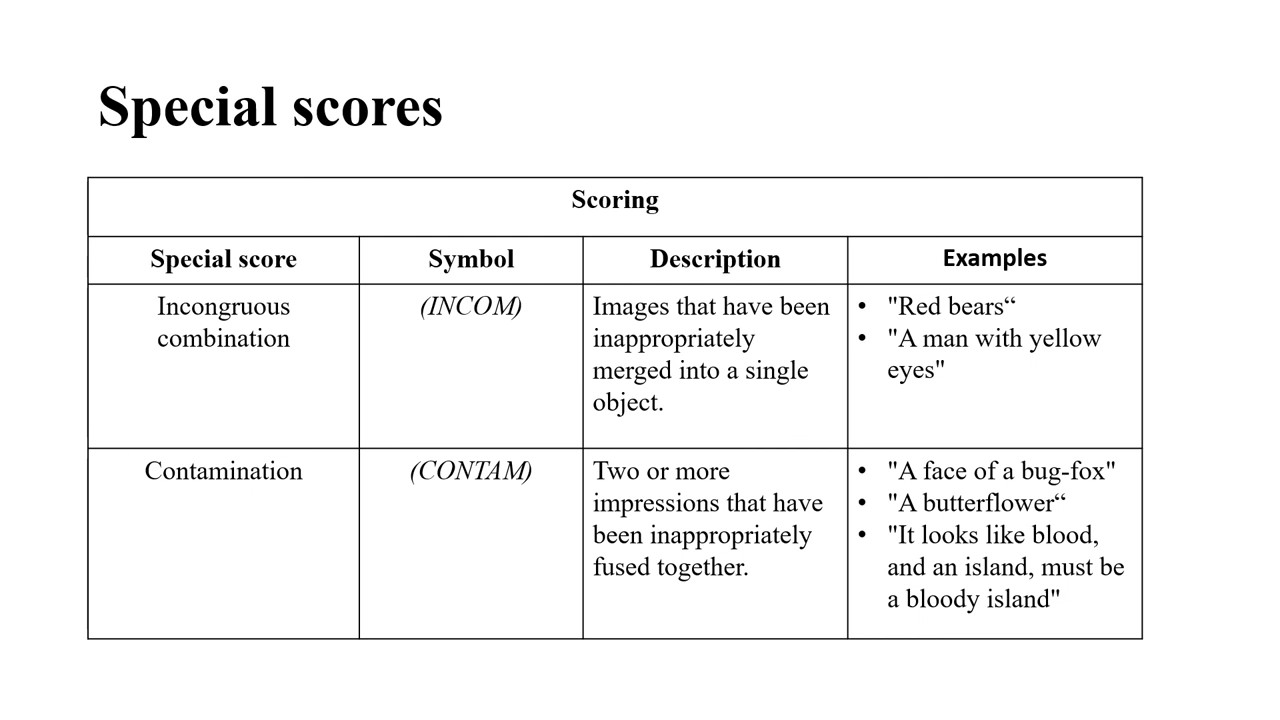 Special scores
Scoring
Special score
Symbol
Description
Examples
Incongruous
combination
(INCOM)
Images that have been
inappropriately
merged into a single
object.
• "Red bears“
• "A man with yellow
eyes"
Contamination
(CONTAM)
Two or more
impressions that have
been inappropriately
fused together.
• "A face of a bug-fox"
• "A butterflower“
• "It looks like blood,
and an island, must be
a bloody island"